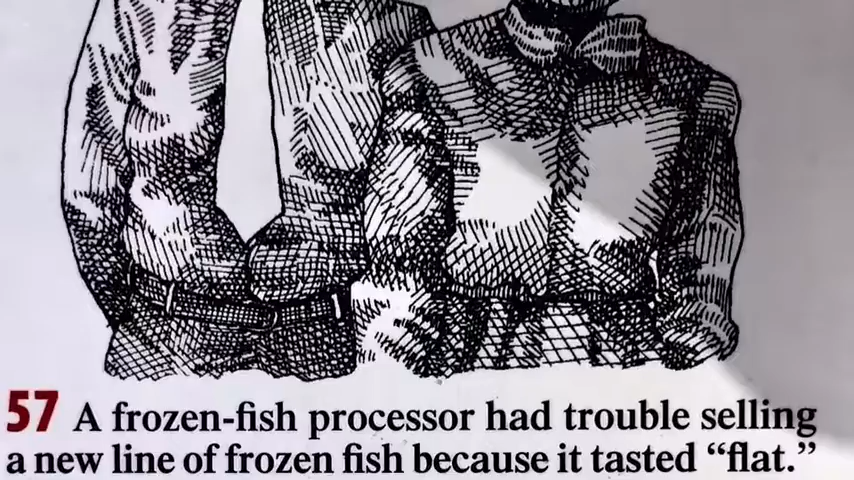 57 A frozen-fish processor had trouble selling
a new line of frozen fish because it tasted “flat.”